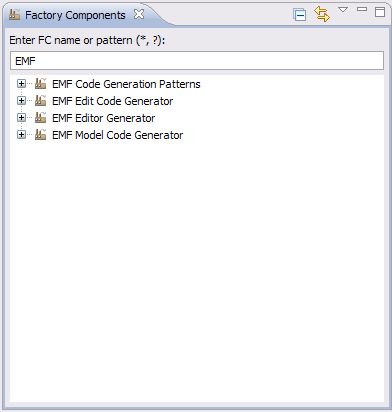 Factory Components
Enter FC name or pattern (*, ?):
EMF
EMF Code Generation Patterns
EMF Edit Code Generator
EMF Editor Generator
EMF Model Code Generator